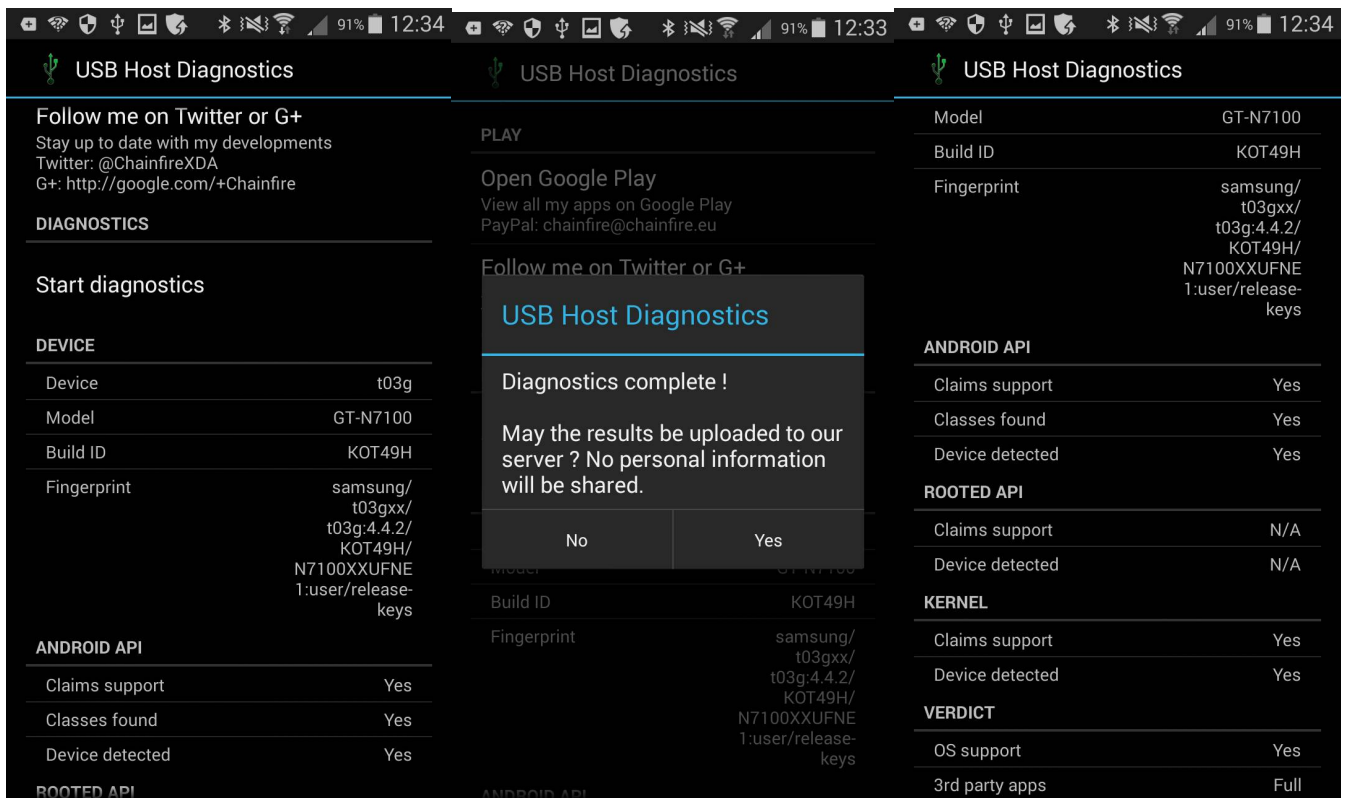 91% 12:34
USB Host Diagnostics
Follow me on Twitter or G+
Stay up to date with my developments
Twitter: @ChainfireXDA
G+: http://google.com/+Chainfire
DIAGNOSTICS
Start diagnostics
DEVICE
Device t03g
Model GT-N7100
Build ID KOT49H
Fingerprint samsung/
t03gxx/
t03g:4.4.2/
KOT49H/
N7100XXUFNE
1:user/release-
keys
ANDROID API
Claims support Yes
Classes found Yes
Device detected Yes
ROOTED API
91% 12:33
USB Host Diagnostics
PLAY
Open Google Play
View all my apps on Google Play
PayPal: chainfire@chainfire.eu
Follow me on Twitter or G+
USB Host Diagnostics
Diagnostics complete !
May the results be uploaded to our
server ? No personal information
will be shared.
No Yes
Model GT-N7100
Build ID KOT49H
Fingerprint samsung/
t03gxx/
t03g:4.4.2/
KOT49H/
N7100XXUFNE
1:user/release-
keys
ANDROID API
91% 12:34
USB Host Diagnostics
Model GT-N7100
Build ID KOT49H
Fingerprint samsung/
t03gxx/
t03g:4.4.2/
KOT49H/
N7100XXUFNE
1:user/release-
keys
ANDROID API
Claims support Yes
Classes found Yes
Device detected Yes
ROOTED API
Claims support N/A
Device detected N/A
KERNEL
Claims support Yes
Device detected Yes
VERDICT
OS support Yes
3rd party apps Full